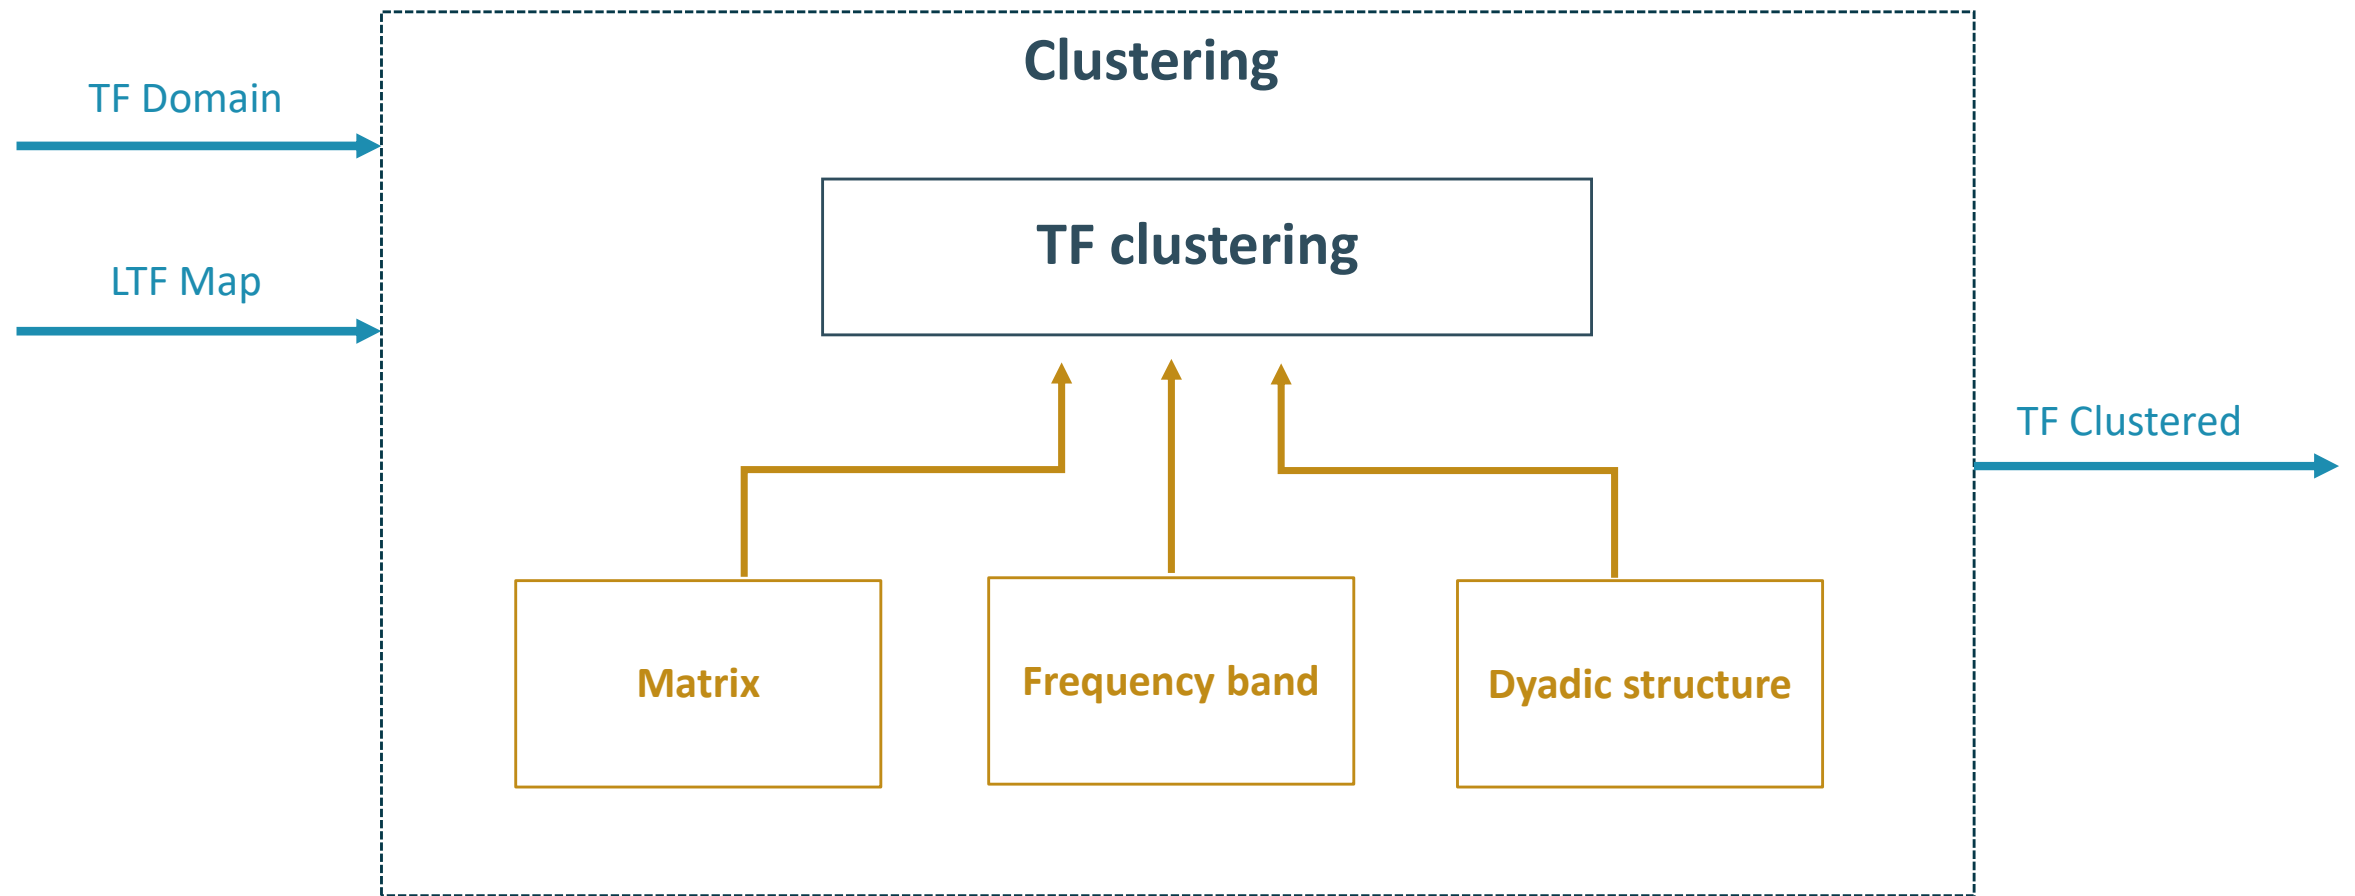 Clustering
TF Domain
TF clustering
LTF Map
TF Clustered
Matrix
Frequency band
Dyadic structure